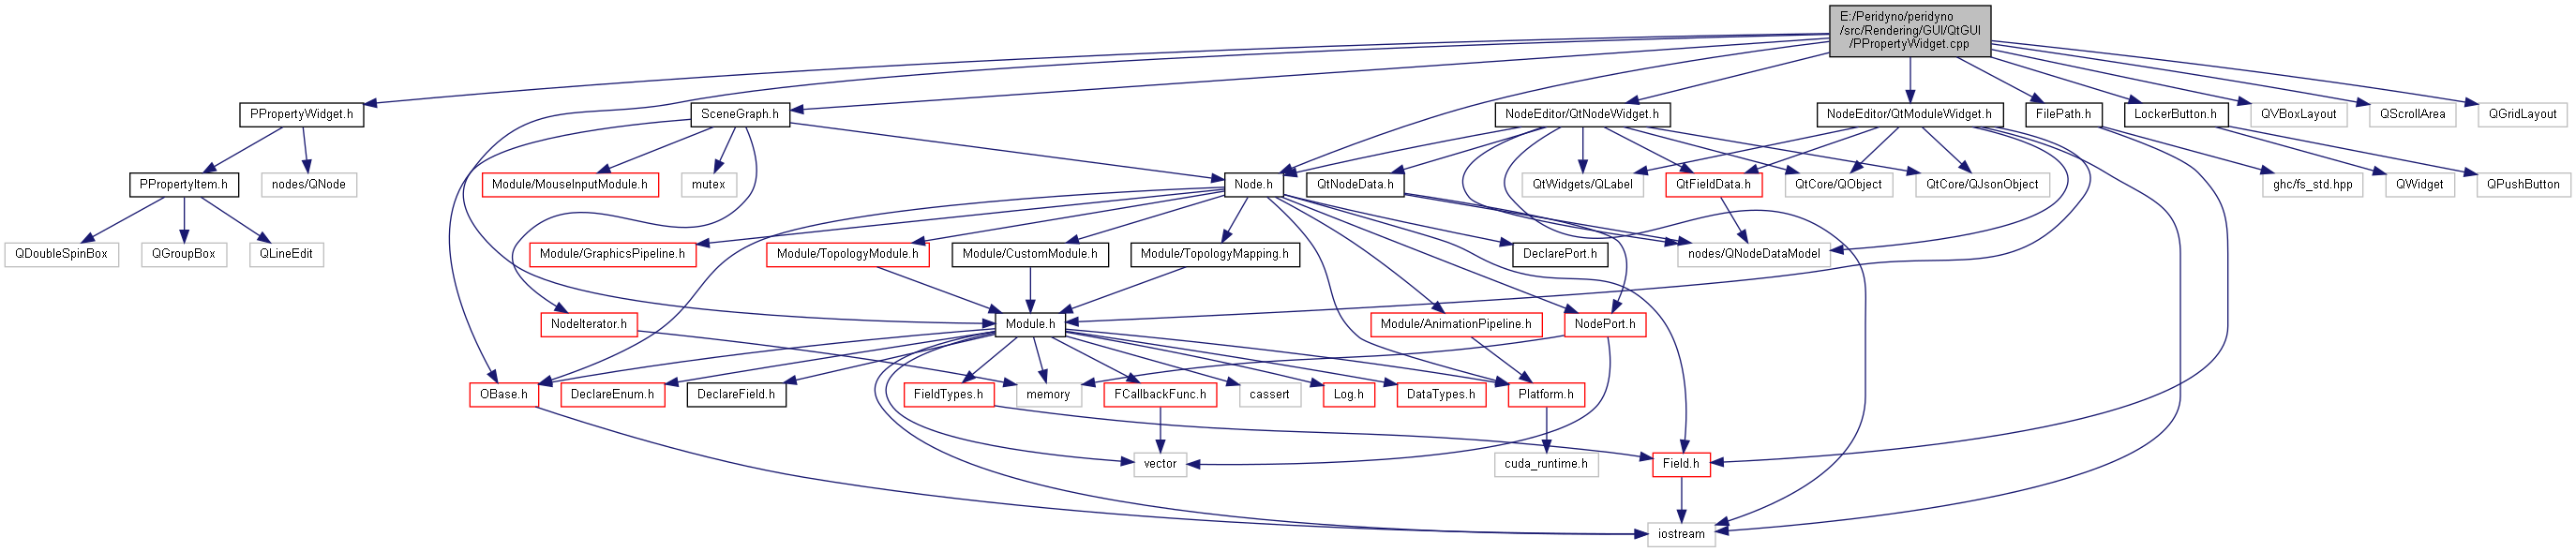 E:/Peridyno/peridyno
/src/Rendering/GUI/QtGUI
/PPropertyWidget.cpp
PPropertyWidget.h
SceneGraph.h
NodeEditor/QtNodeWidget.h
NodeEditor/QtModuleWidget.h
FilePath.h
LockerButton.h
QVBoxLayout
QScrollArea
QGridLayout
PPropertyItem.h
nodes/QNode
Module/MouseInputModule.h
mutex
Node.h
QtNodeData.h
QtWidgets/QLabel
QtFieldData.h
QtCore/QObject
QtCore/QJsonObject
ghc/fs_std.hpp
QWidget
QPushButton
QDoubleSpinBox
QGroupBox
QLineEdit
Module/GraphicsPipeline.h
Module/TopologyModule.h
Module/CustomModule.h
Module/TopologyMapping.h
DeclarePort.h
nodes/QNodeDataModel
NodeIterator.h
Module.h
Module/AnimationPipeline.h
NodePort.h
OBase.h
DeclareEnum.h
DeclareField.h
FieldTypes.h
memory
FCallbackFunc.h
cassert
Log.h
DataTypes.h
Platform.h
vector
cuda_runtime.h
Field.h
iostream